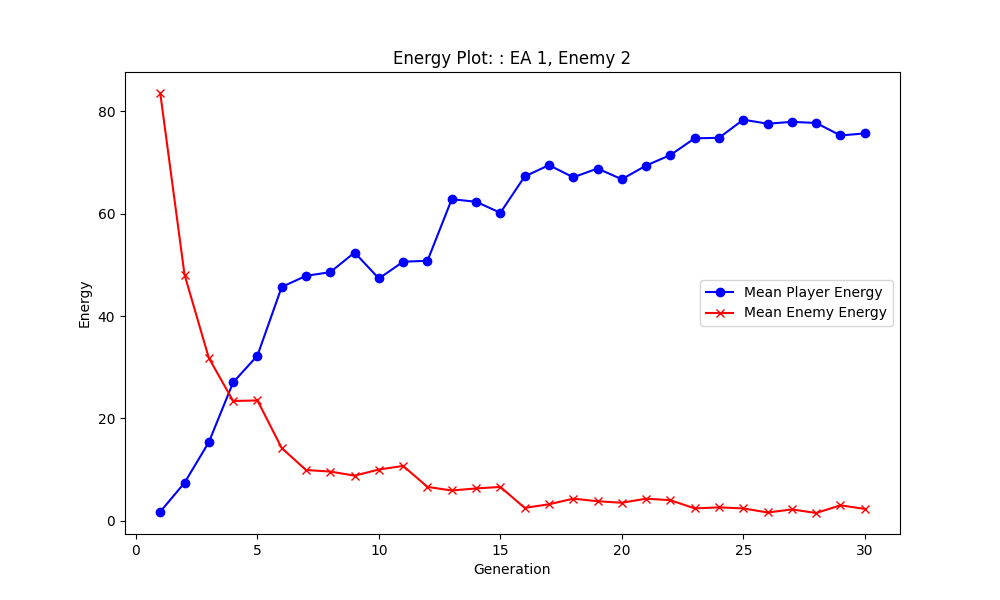 Energy Plot: : EA 1, Enemy 2
Energy
80
60
40
20
0
Mean Player Energy
Mean Enemy Energy
0 5 10 15 20 25 30
Generation